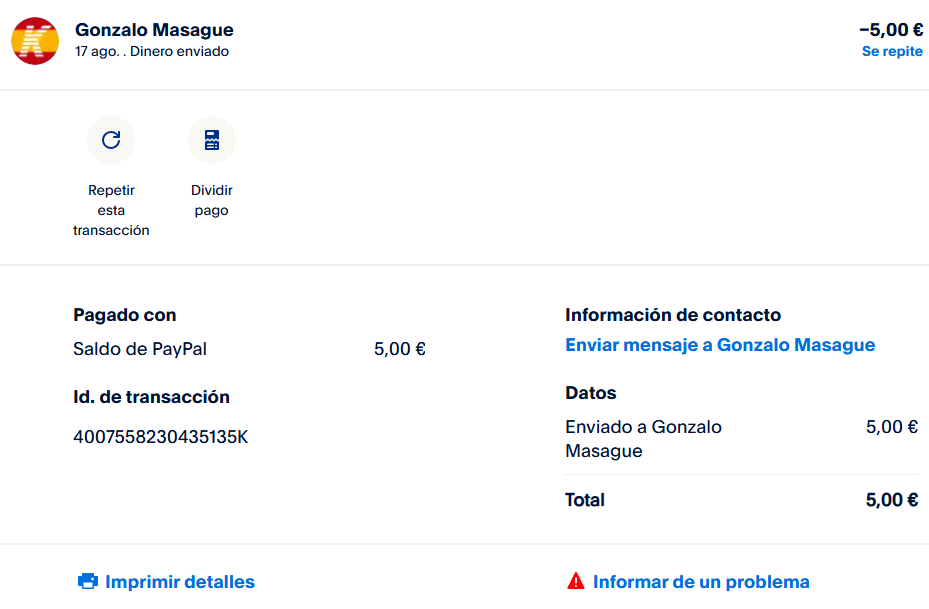 K
Gonzalo Masague
17 ago. . Dinero enviado
−5,00 €
Se repite
Repetir
esta
transacción
Dividir
pago
Pagado con
Saldo de PayPal 5,00 €
Id. de transacción
4007558230435135K
Información de contacto
Enviar mensaje a Gonzalo Masague
Datos
Enviado a Gonzalo
Masague
5,00 €
Total 5,00 €
Imprimir detalles
Informar de un problema